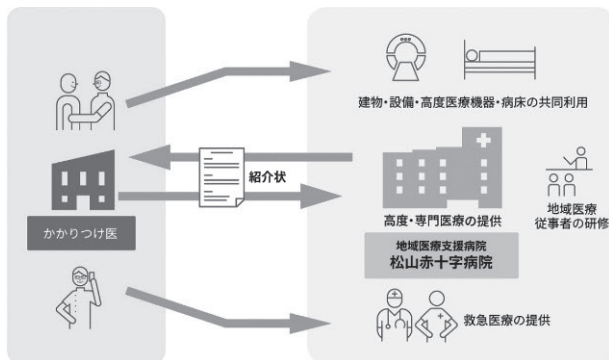 建物・設備・高度医療機器・病床の共同利用
紹介状
かかりつけ医
高度・専門医療の提供
地域医療支援病院
松山赤十字病院
地域医療
従事者の研修
救急医療の提供